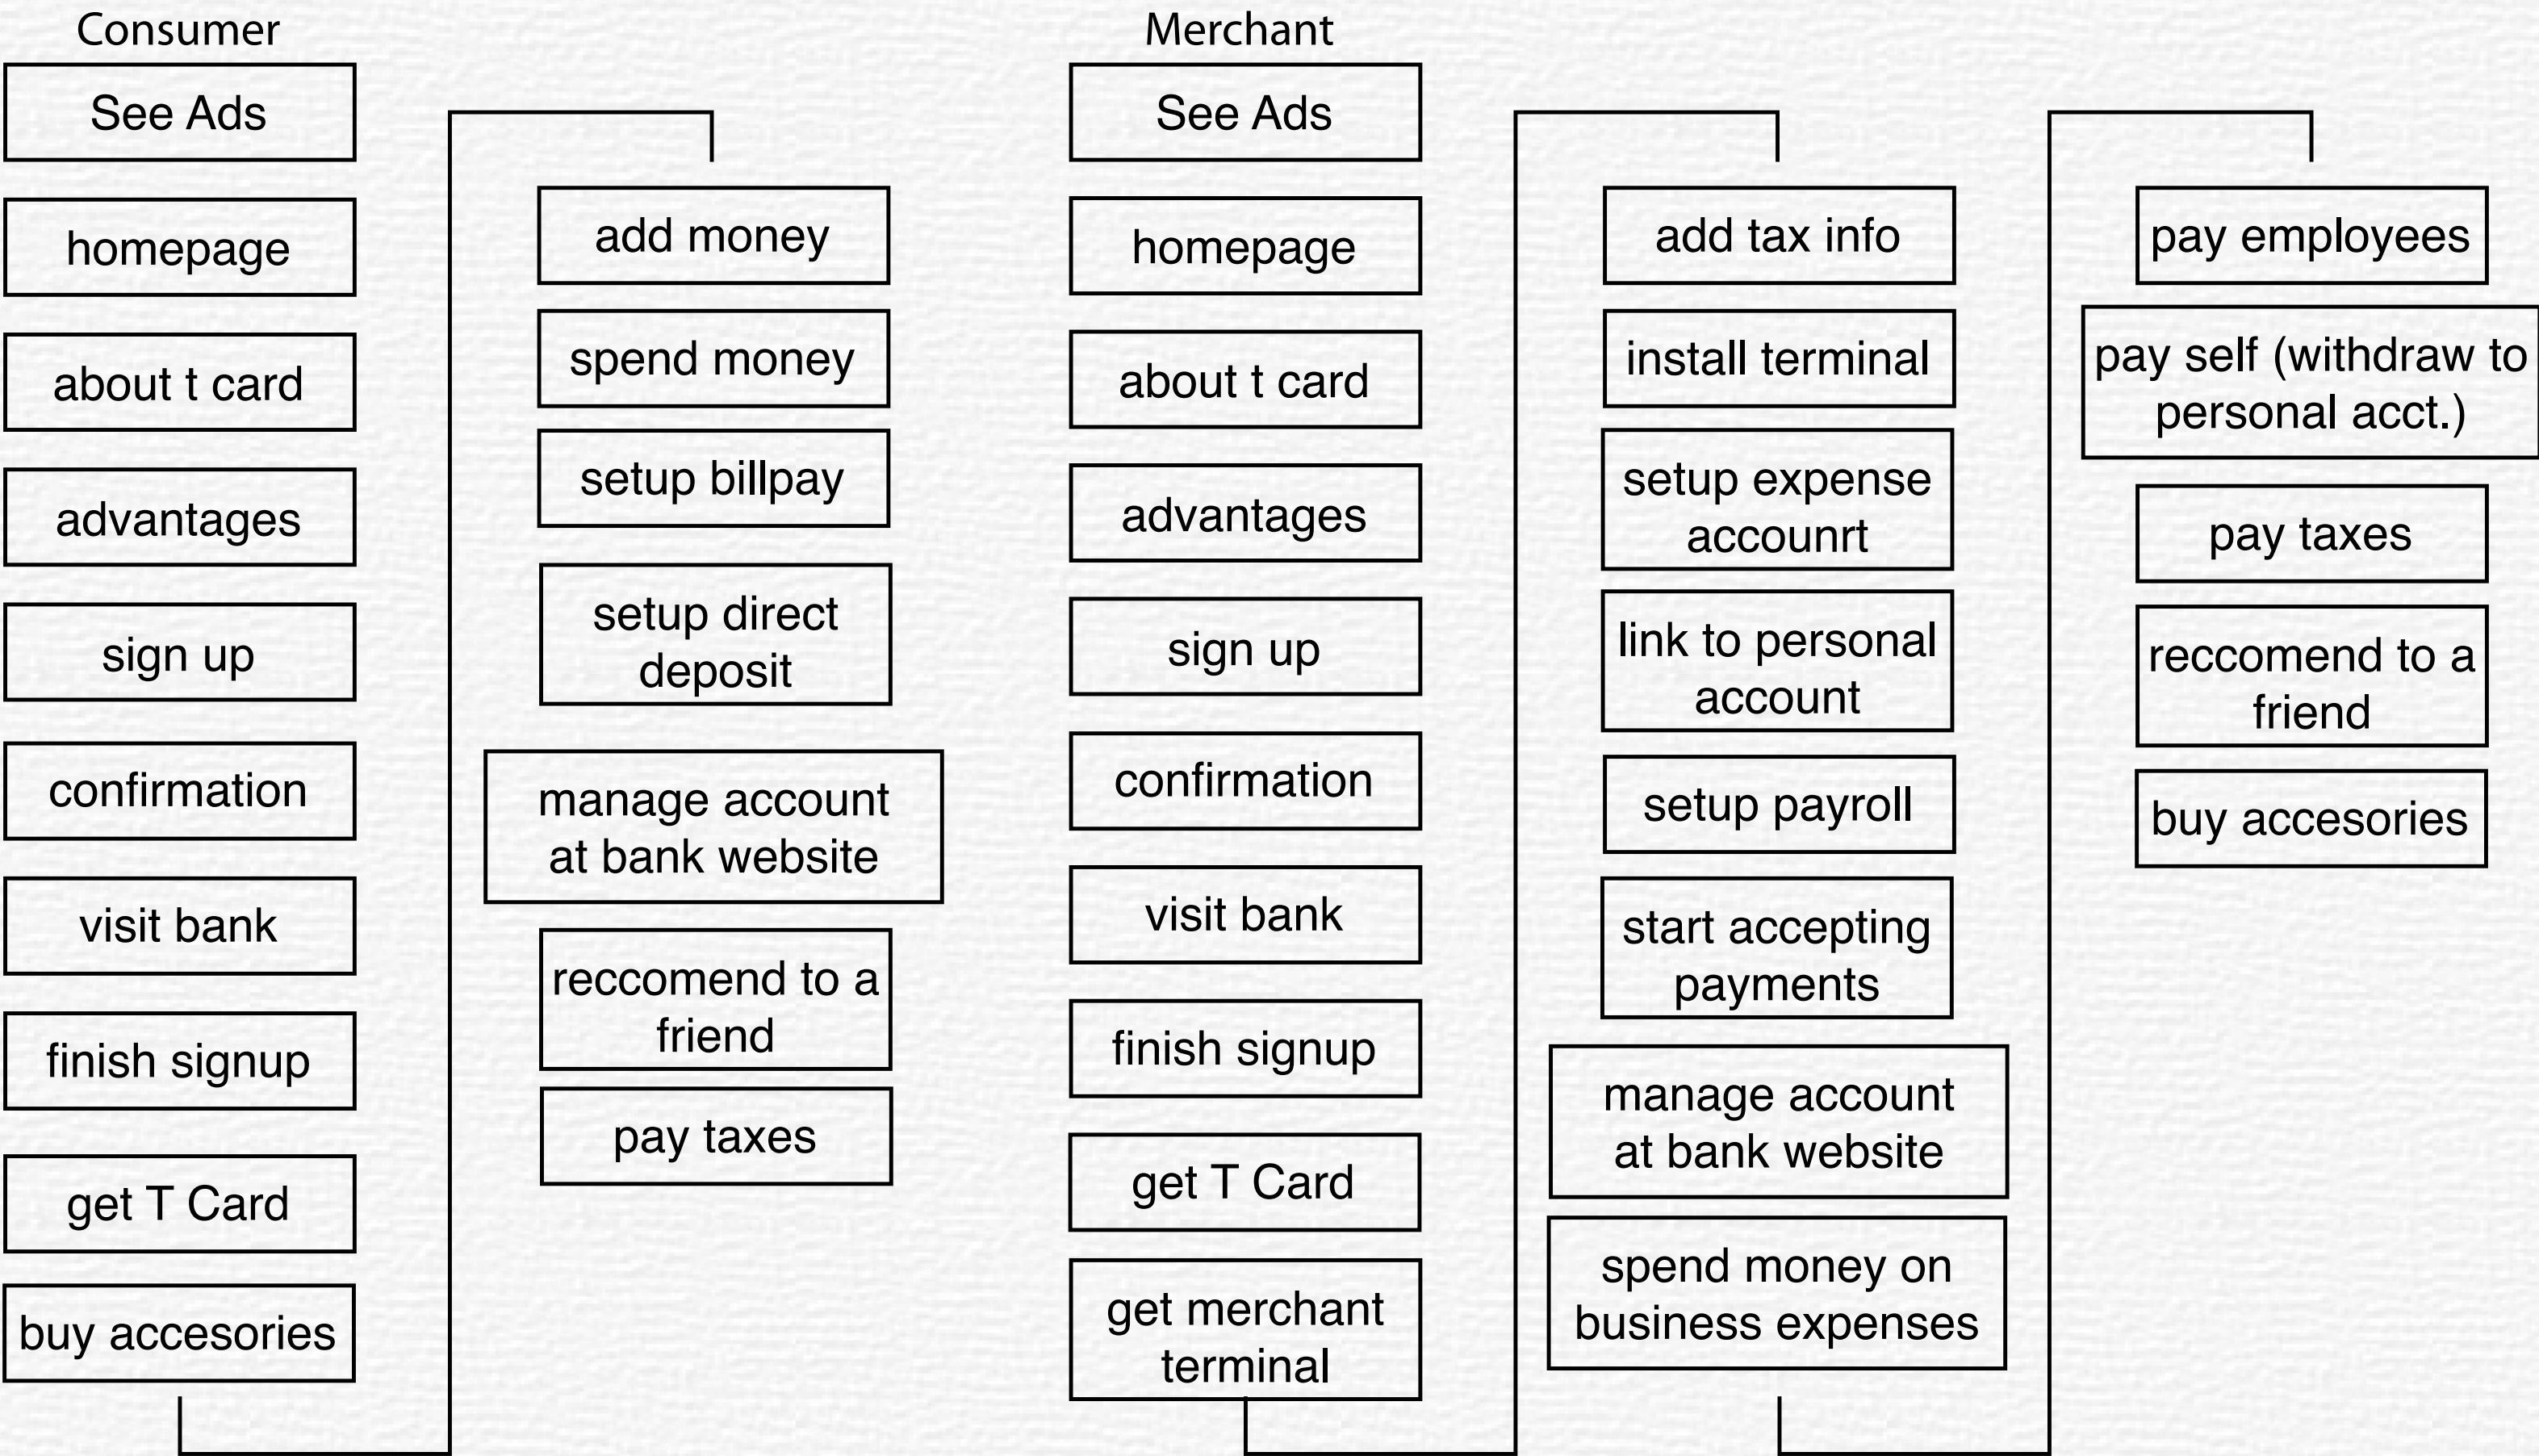 Consumer
See Ads
homepage
about t card
advantages
sign up
confirmation
visit bank
finish signup
get T Card
buy accesories
add money
spend money
setup billpay
setup direct
deposit
manage account
at bank website
reccomend to a
friend
pay taxes
Merchant
See Ads
homepage
about t card
advantages
sign up
confirmation
visit bank
finish signup
get T Card
get merchant
terminal
add tax info
install terminal
setup expense
accounrt
link to personal
account
setup payroll
start accepting
payments
manage account
at bank website
spend money on
business expenses
pay employees
pay self (withdraw to
personal acct.)
pay taxes
reccomend to a
friend
buy accesories